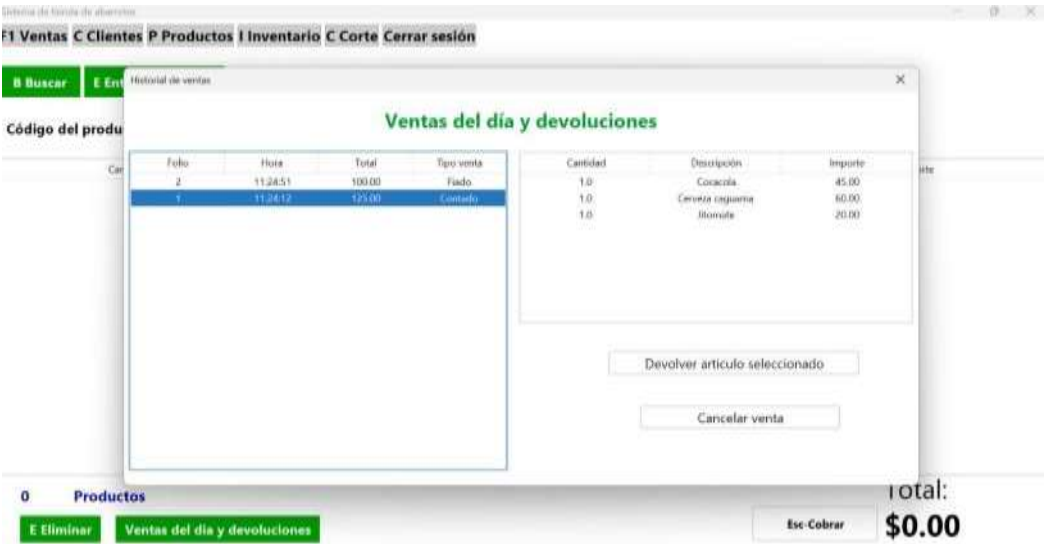 Sistema de tienda de abarrotes
F1 Ventas C Clientes P Productos I Inventario C Corte Cerrar sesión
B Buscar E Ent
Historial de ventas
Ventas del día y devoluciones
Código del produ
Folio Hora Total Tipo venta
2 11:24:51 100.00 Fiado
1 11:24:12 125.00 Contado
Cantidad Descripción Importe
1.0 Cocacola 45.00
1.0 Cerveza caguama 60.00
1.0 Jitomate 20.00
Can
rte
Devolver articulo seleccionado
Cancelar venta
0 Productos
Total:
E Eliminar Ventas del dia y devoluciones
Esc-Cobrar
$0.00